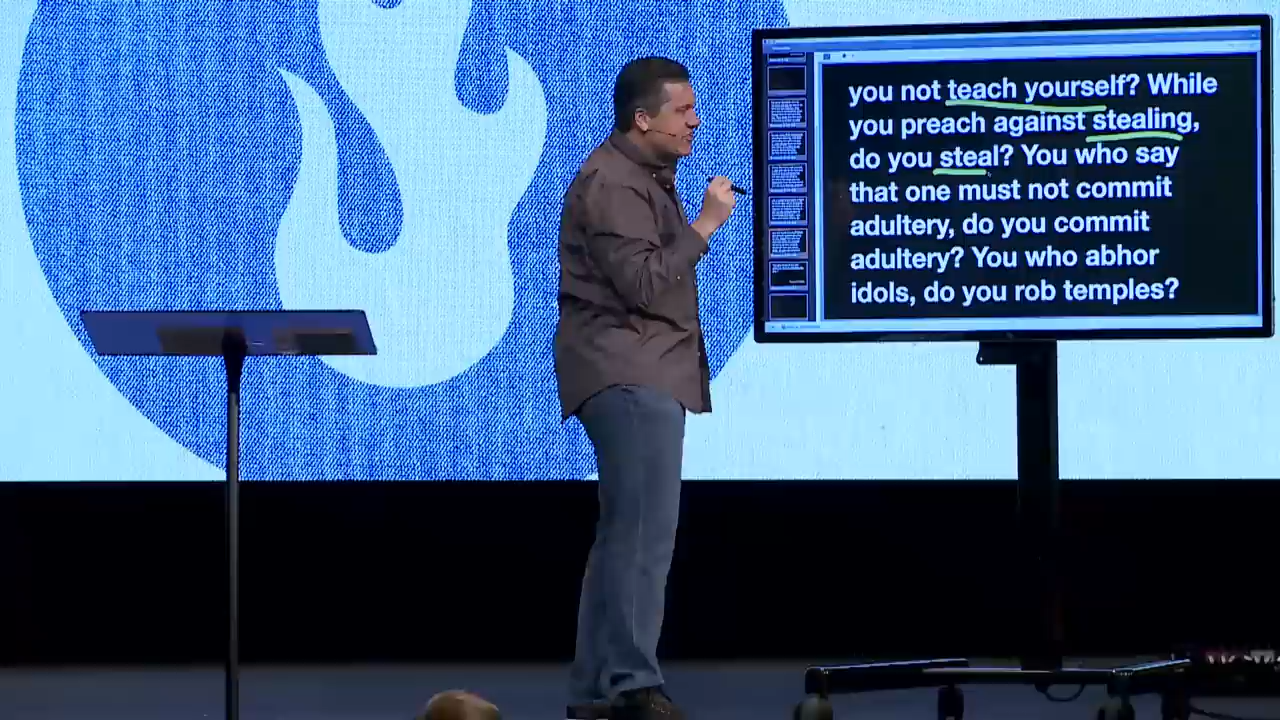 you not teach yourself? While
you preach against stealing,
do you steal? You who say
that one must not commit
adultery, do you commit
adultery? You who abhor
idols, do you rob temples?